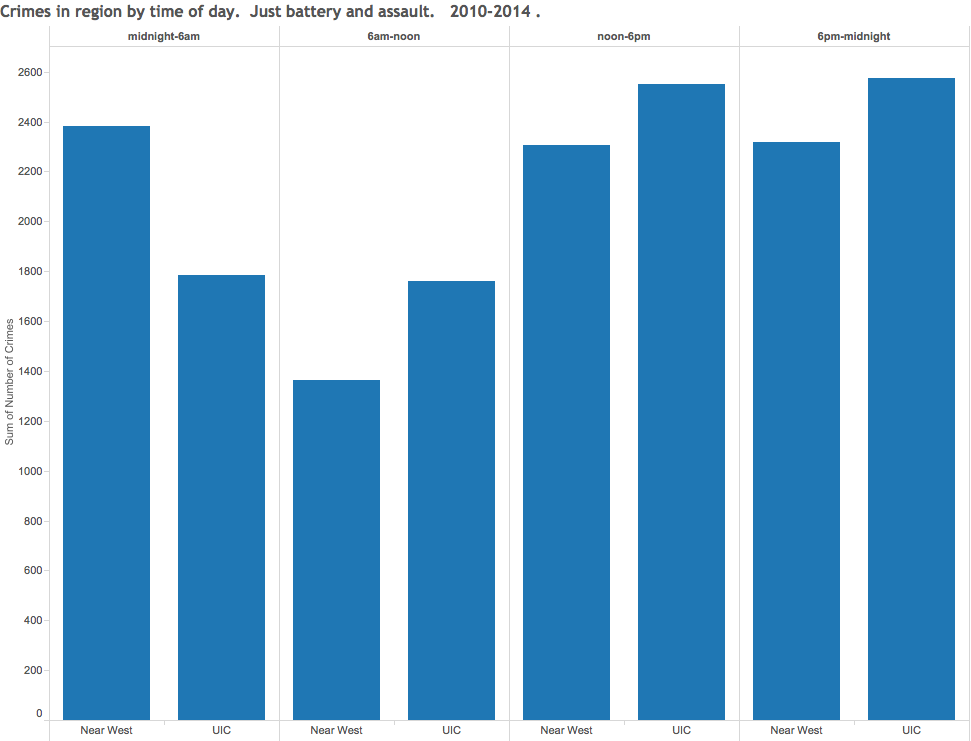 Crimes in region by time of day.  Just battery and assault.   2010-2014 .
midnight-6am
6am-noon
noon-6pm
6pm-midnight
Sum of Number of Crimes
2600
2400
2200
2000
1800
1600
1400
1200
1000
800
600
400
200
0
Near West
UIC
Near West
UIC
Near West
UIC
Near West
UIC